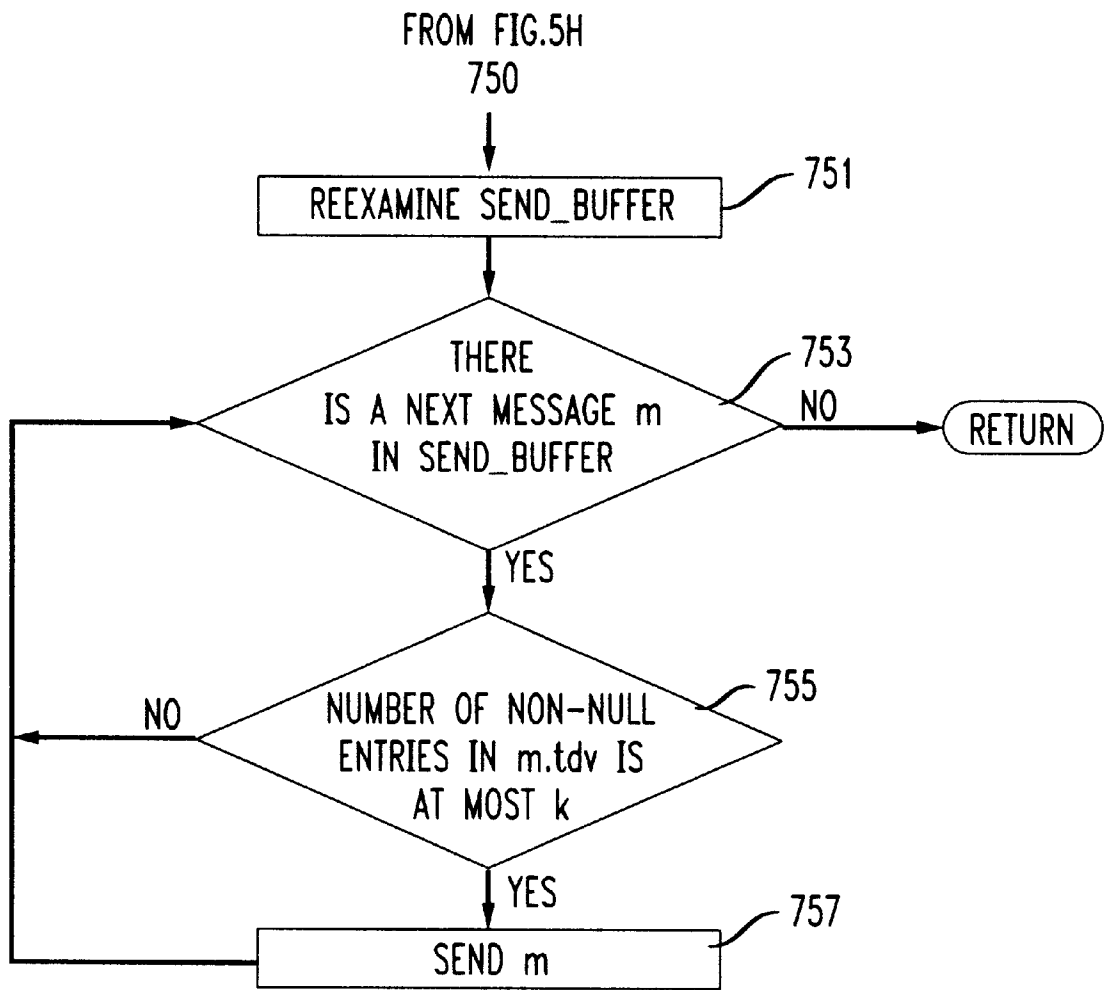 FROM FIG.5H
750
REEXAMINE SEND_BUFFER
751
THERE
IS A NEXT MESSAGE m
IN SEND_BUFFER
753
NO
RETURN
YES
NUMBER OF NON-NULL
ENTRIES IN m.tdv IS
AT MOST k
755
NO
YES
SEND m
757